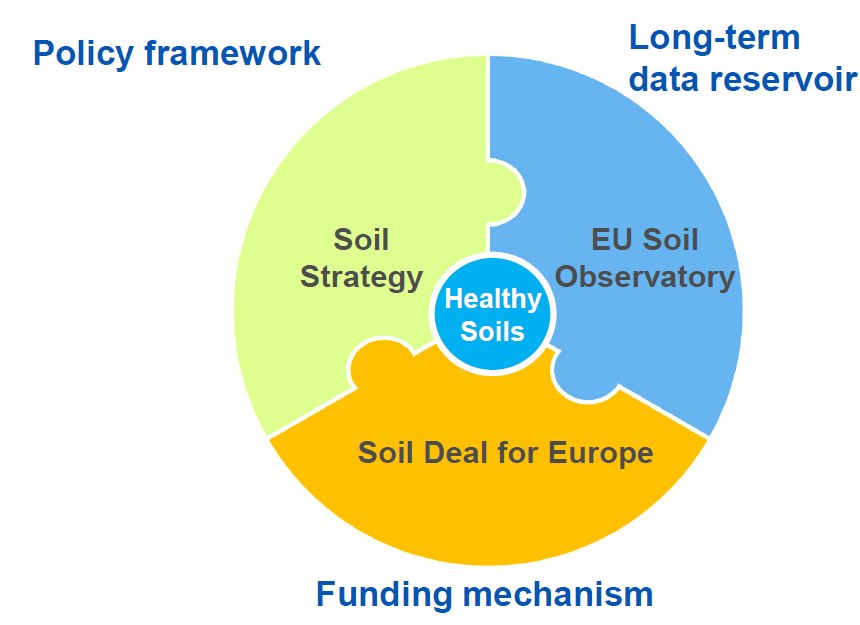 Policy framework
Long-term
data reservoir
Soil
Strategy
EU Soil
Observatory
Healthy
Soils
Soil Deal for Europe
Funding mechanism